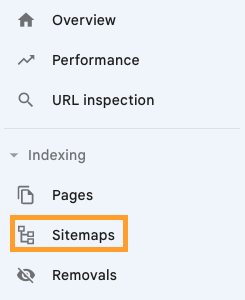 Overview
Performance
URL inspection
Indexing
Pages
Sitemaps
Removals